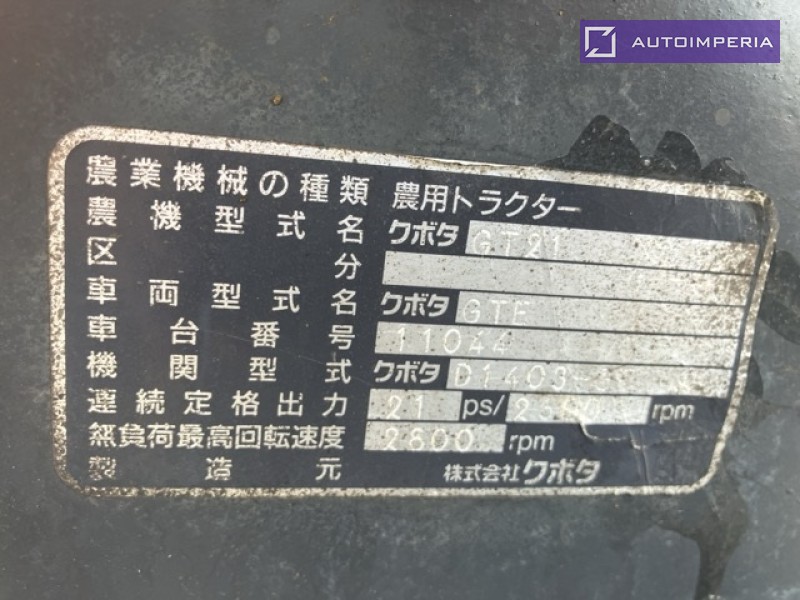 AUTOIMPERIA
農業機械の種類 農用トラクター
農機型式名 クボタ GT21
区分
車両型式名 クボタ GTE
車台番号 11044
機関型式 クボタ D1403-
連続定格出力 21 ps/ rpm
無負荷最高回転速度 2800 rpm
製造元 株式会社クボタ